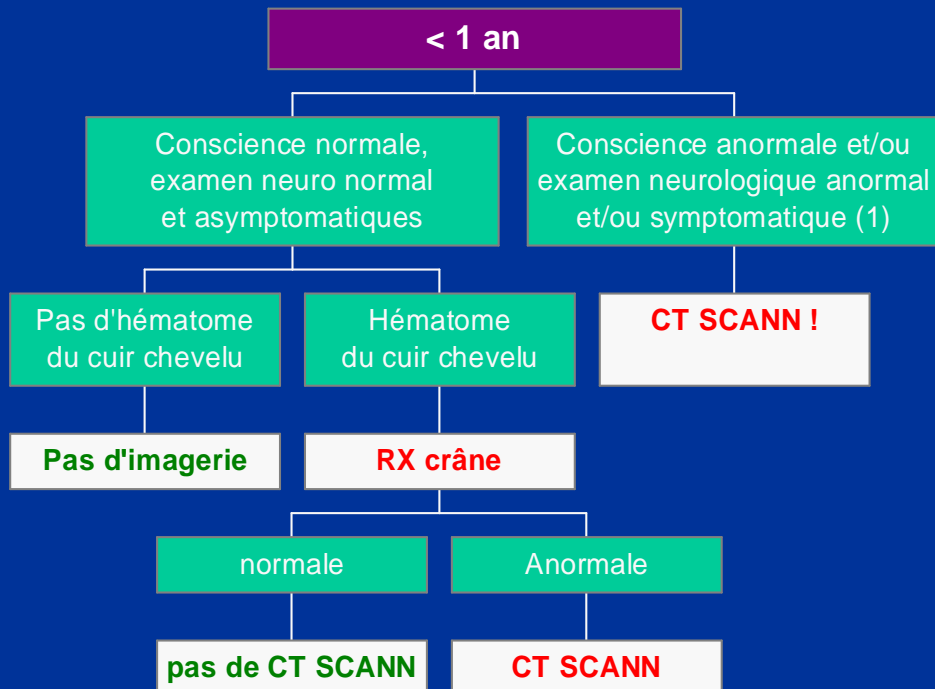 < 1 an
Conscience normale,
examen neuro normal
et asymptomatiques
Conscience anormale et/ou
examen neurologique anormal
et/ou symptomatique (1)
Pas d'hématome
du cuir chevelu
Hématome
du cuir chevelu
CT SCANN !
Pas d'imagerie
RX crâne
normale
Anormale
pas de CT SCANN
CT SCANN